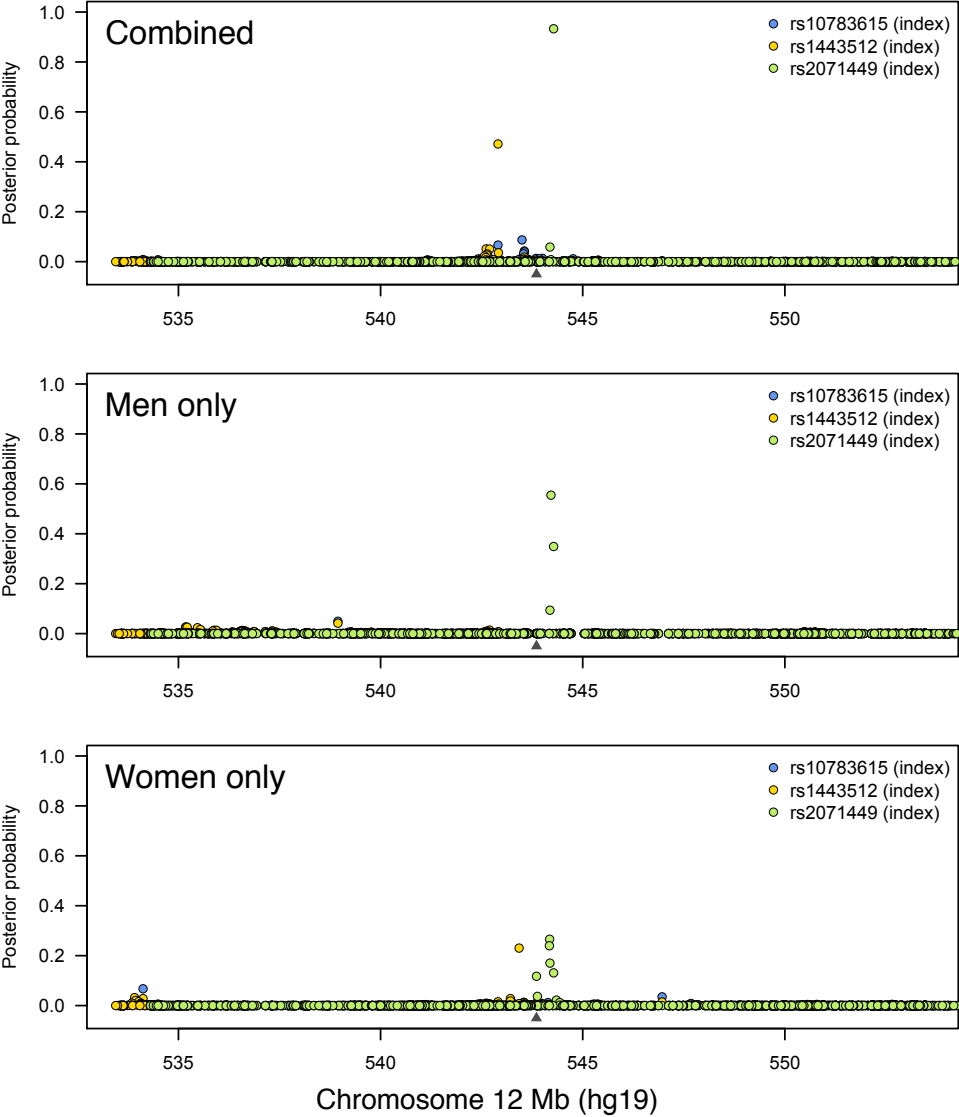 Combined
rs10783615 (index)
rs1443512 (index)
rs2071449 (index)
Posterior probability
1.0
0.8
0.6
0.4
0.2
0.0
535 540 545 550
Men only
rs10783615 (index)
rs1443512 (index)
rs2071449 (index)
Posterior probability
1.0
0.8
0.6
0.4
0.2
0.0
535 540 545 550
Women only
rs10783615 (index)
rs1443512 (index)
rs2071449 (index)
Posterior probability
1.0
0.8
0.6
0.4
0.2
0.0
535 540 545 550
Chromosome 12 Mb (hg19)